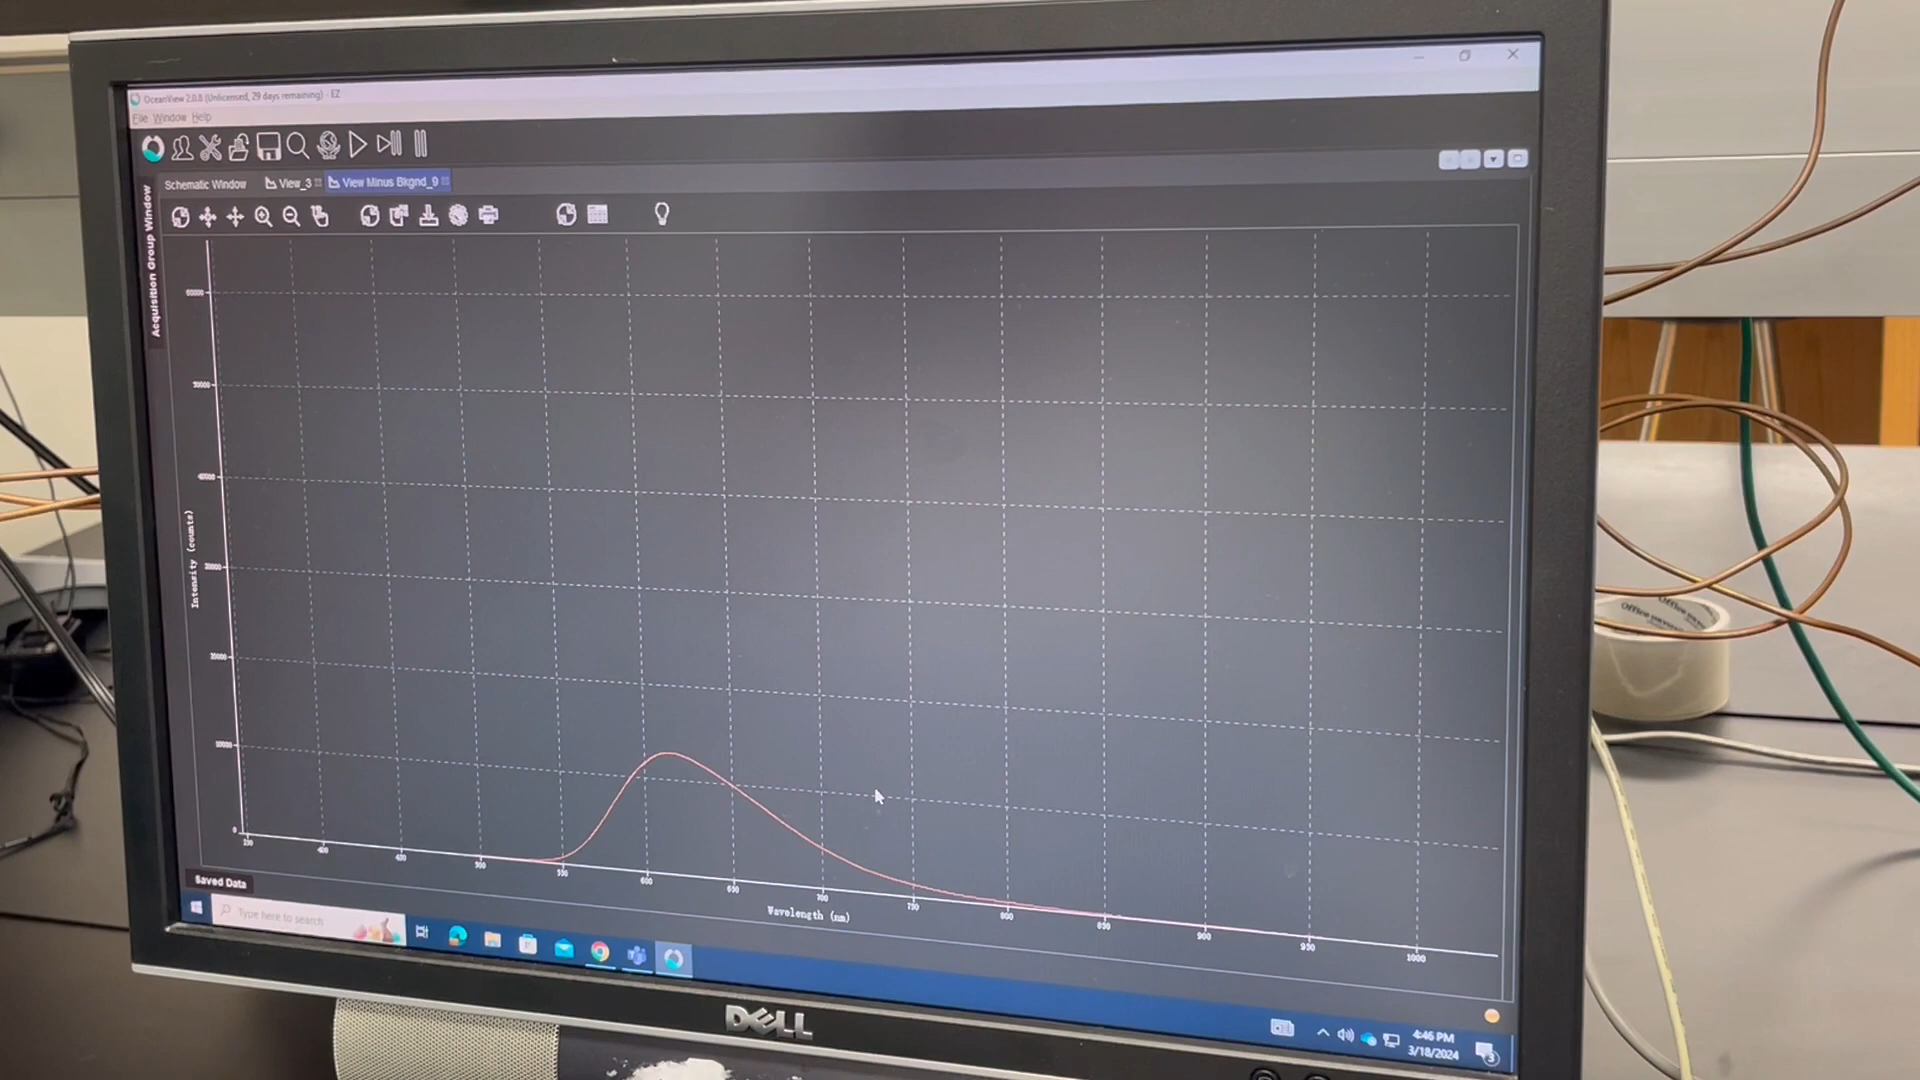 OceanView 2.0.8 (Unlicensed, 29 days remaining) - EZ
File Window Help
Schematic Window View_3 View Minus Bkgnd_9
Acquisition Group Window
60000
50000
40000
Intensity (counts)
10000
0
400
450
500
550
600
650
700
750
800
850
900
950
1000
Wavelength (nm)
Saved Data
Type here to search
4:46 PM
3/18/2024
3
DELL